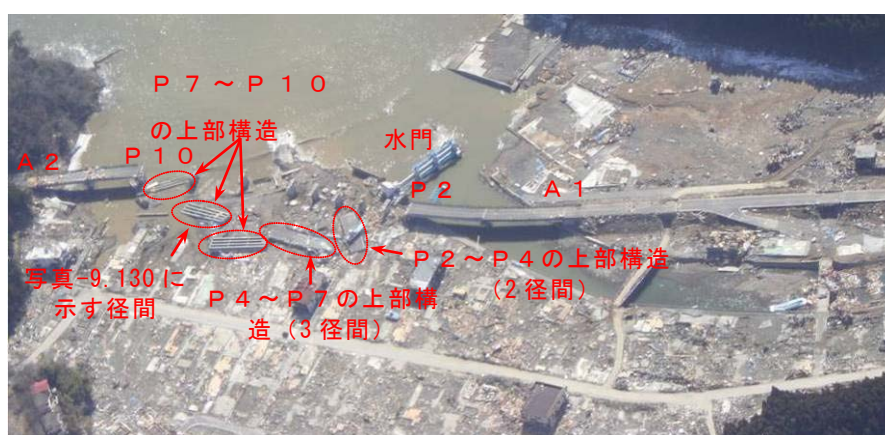 Ｐ７～Ｐ１０
の上部構造
水門
Ａ２
Ｐ１０
Ｐ２
Ａ１
写真-9.130 に
示す径間
Ｐ４～Ｐ７の上部構
造（3 径間）
Ｐ２～Ｐ４の上部構造
（2 径間）